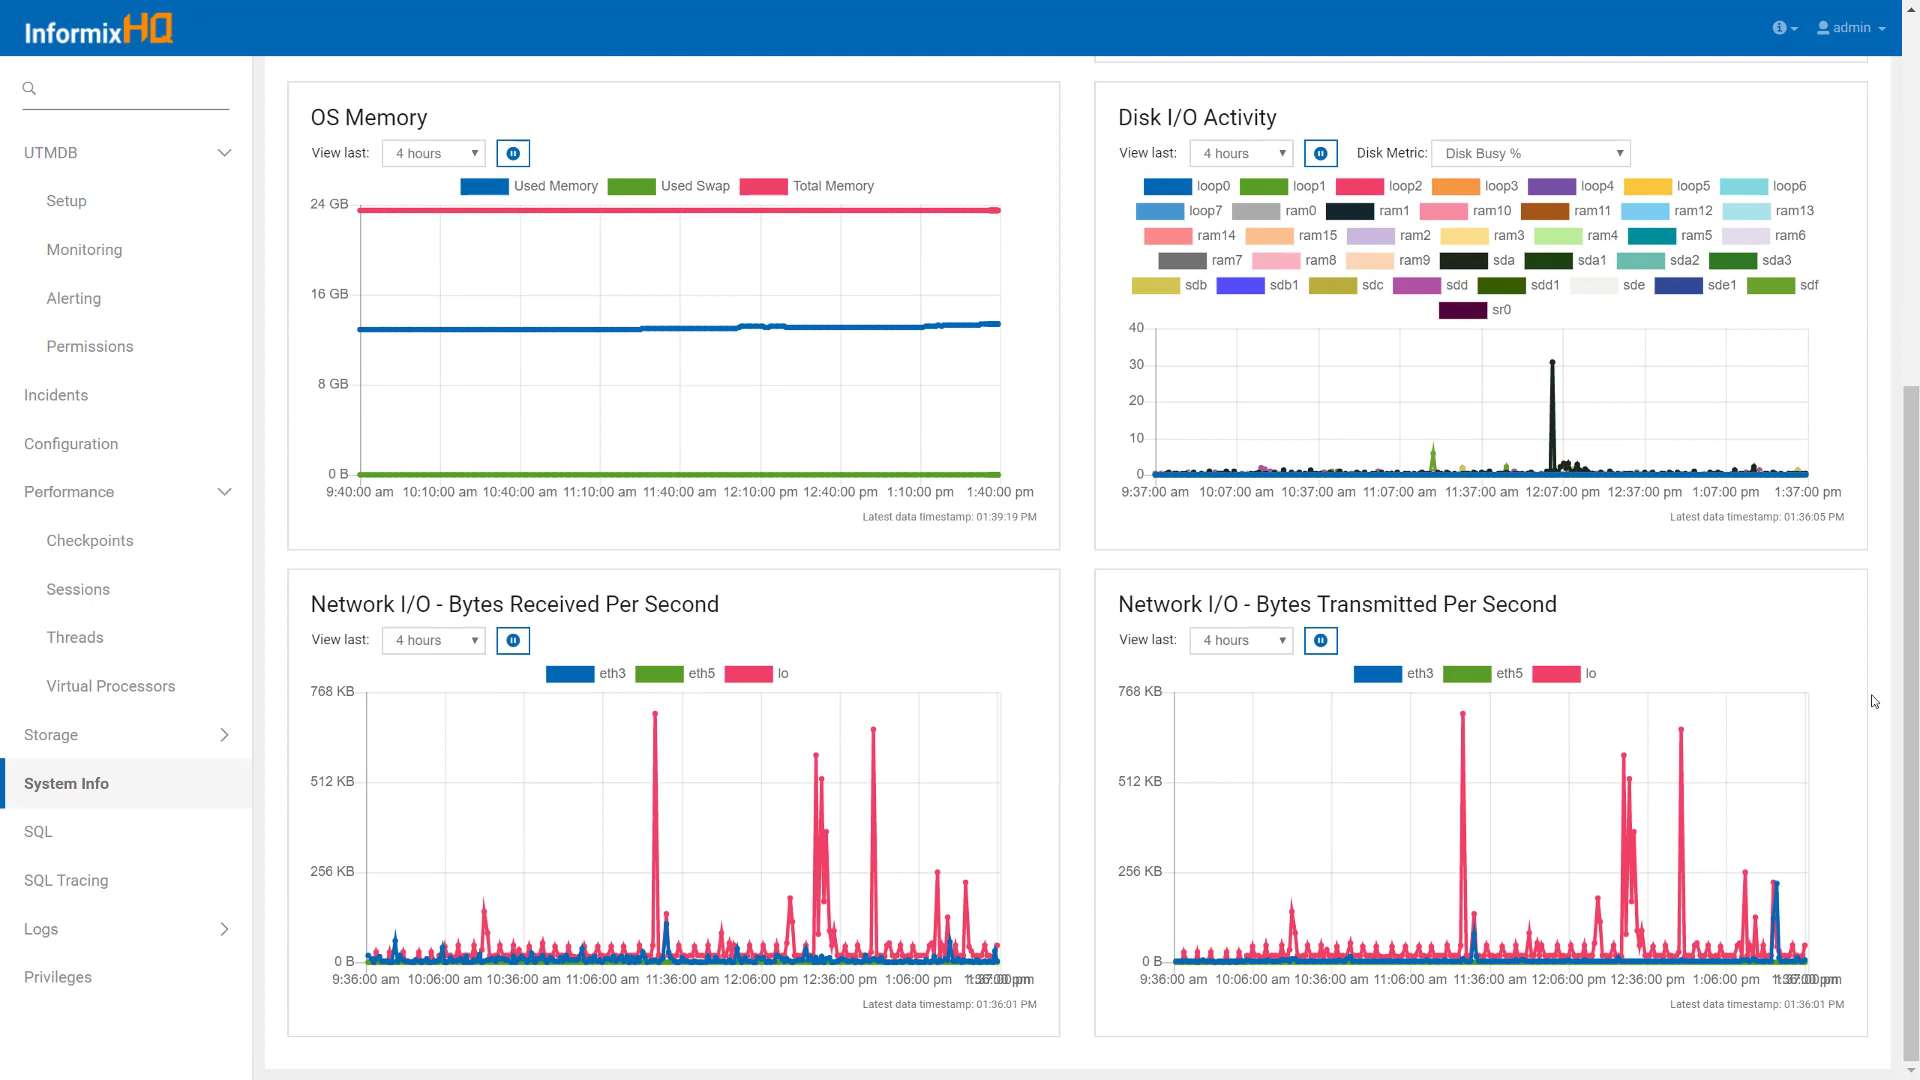 InformixHQ
admin
UTMDB
Setup
Monitoring
Alerting
Permissions
Incidents
Configuration
Performance
Checkpoints
Sessions
Threads
Virtual Processors
Storage
System Info
SQL
SQL Tracing
Logs
Privileges
OS Memory
View last: 4 hours
Used Memory Used Swap Total Memory
24 GB
16 GB
8 GB
0 B
9:40:00 am 10:10:00 am 10:40:00 am 11:10:00 am 11:40:00 am 12:10:00 pm 12:40:00 pm 1:10:00 pm 1:40:00 pm
Latest data timestamp: 01:39:19 PM
Disk I/O Activity
View last: 4 hours Disk Metric: Disk Busy %
loop0 loop1 loop2 loop3 loop4 loop5 loop6
loop7 ram0 ram1 ram10 ram11 ram12 ram13
ram14 ram15 ram2 ram3 ram4 ram5 ram6
ram7 ram8 ram9 sda sda1 sda2 sda3
sdb sdb1 sdc sdd sdd1 sde sde1 sdf
sr0
40
30
20
10
0
9:37:00 am 10:07:00 am 10:37:00 am 11:07:00 am 11:37:00 am 12:07:00 pm 12:37:00 pm 1:07:00 pm 1:37:00 pm
Latest data timestamp: 01:36:05 PM
Network I/O - Bytes Received Per Second
View last: 4 hours
eth3 eth5 lo
768 KB
512 KB
256 KB
0 B
9:36:00 am 10:06:00 am 10:36:00 am 11:06:00 am 11:36:00 am 12:06:00 pm 12:36:00 pm 1:06:00 pm
Latest data timestamp: 01:36:01 PM
Network I/O - Bytes Transmitted Per Second
View last: 4 hours
eth3 eth5 lo
768 KB
512 KB
256 KB
0 B
9:36:00 am 10:06:00 am 10:36:00 am 11:06:00 am 11:36:00 am 12:06:00 pm 12:36:00 pm 1:06:00 pm
Latest data timestamp: 01:36:01 PM